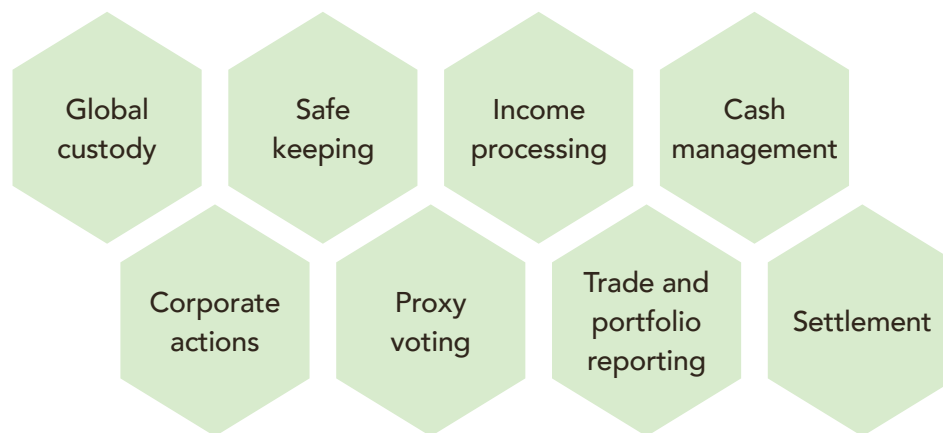 Global
custody
Safe
keeping
Income
processing
Cash
management
Corporate
actions
Proxy
voting
Trade and
portfolio
reporting
Settlement